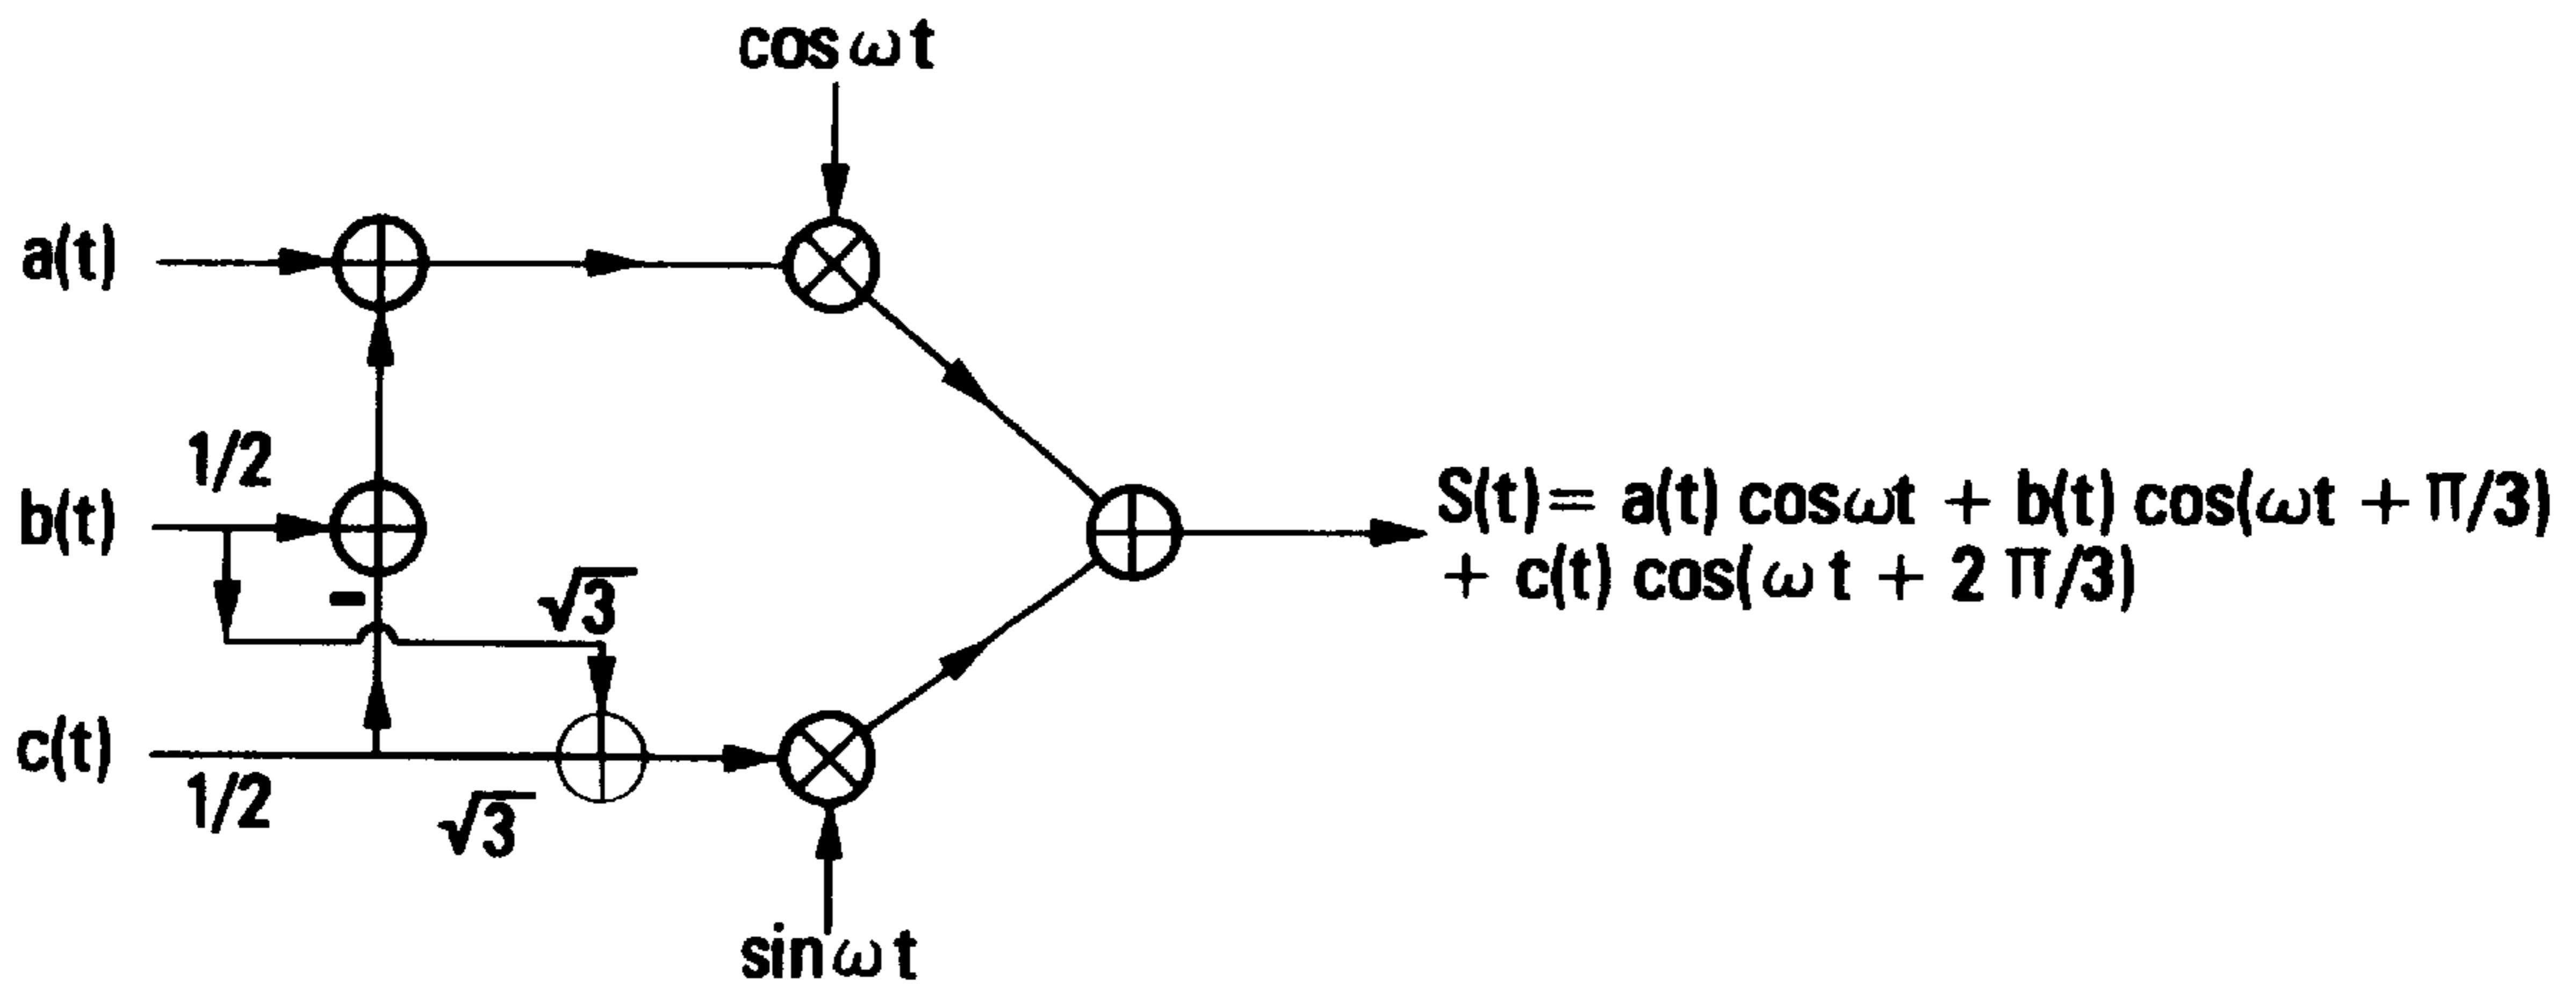 cos ω t
a(t)
1/2
b(t)
-
√3
S(t)= a(t) cosωt + b(t) cos(ωt + π/3)
+ c(t) cos(ω t + 2 π/3)
c(t)
1/2
√3
sin ω t